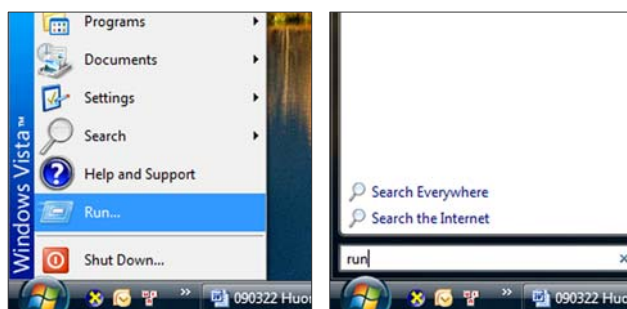 Programs
Documents
Settings
Search
Help and Support
Run...
Shut Down...
Windows Vista™
» 090322 Huo
Search Everywhere
Search the Internet
run
» 090322 Huo